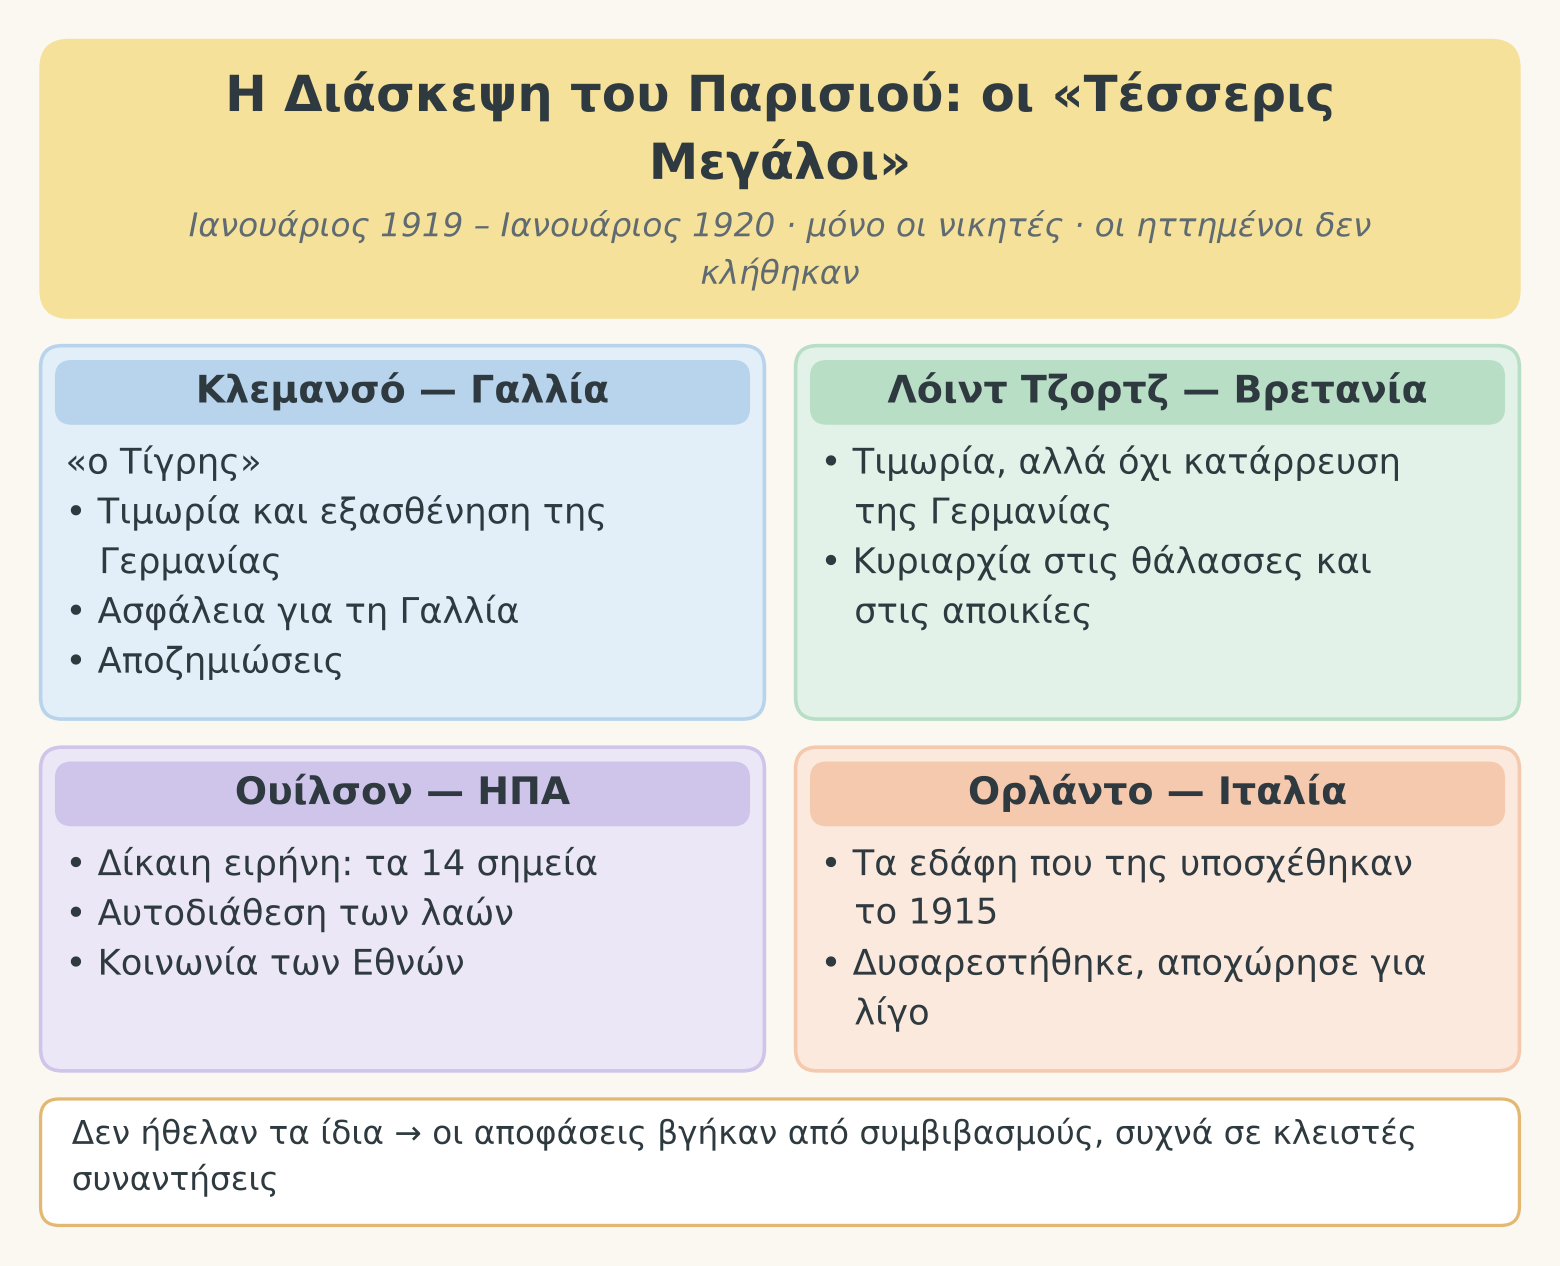 Η Διάσκεψη του Παρισιού: οι «Τέσσερις
Μεγάλοι»
Ιανουάριος 1919 – Ιανουάριος 1920 · μόνο οι νικητές · οι ηττημένοι δεν
κλήθηκαν
Κλεμανσό — Γαλλία
«ο Τίγρης»
• Τιμωρία και εξασθένηση της
Γερμανίας
• Ασφάλεια για τη Γαλλία
• Αποζημιώσεις
Λόιντ Τζορτζ — Βρετανία
• Τιμωρία, αλλά όχι κατάρρευση
της Γερμανίας
• Κυριαρχία στις θάλασσες και
στις αποικίες
Ουίλσον — ΗΠΑ
• Δίκαιη ειρήνη: τα 14 σημεία
• Αυτοδιάθεση των λαών
• Κοινωνία των Εθνών
Ορλάντο — Ιταλία
• Τα εδάφη που της υποσχέθηκαν
το 1915
• Δυσαρεστήθηκε, αποχώρησε για
λίγο
Δεν ήθελαν τα ίδια → οι αποφάσεις βγήκαν από συμβιβασμούς, συχνά σε κλειστές
συναντήσεις